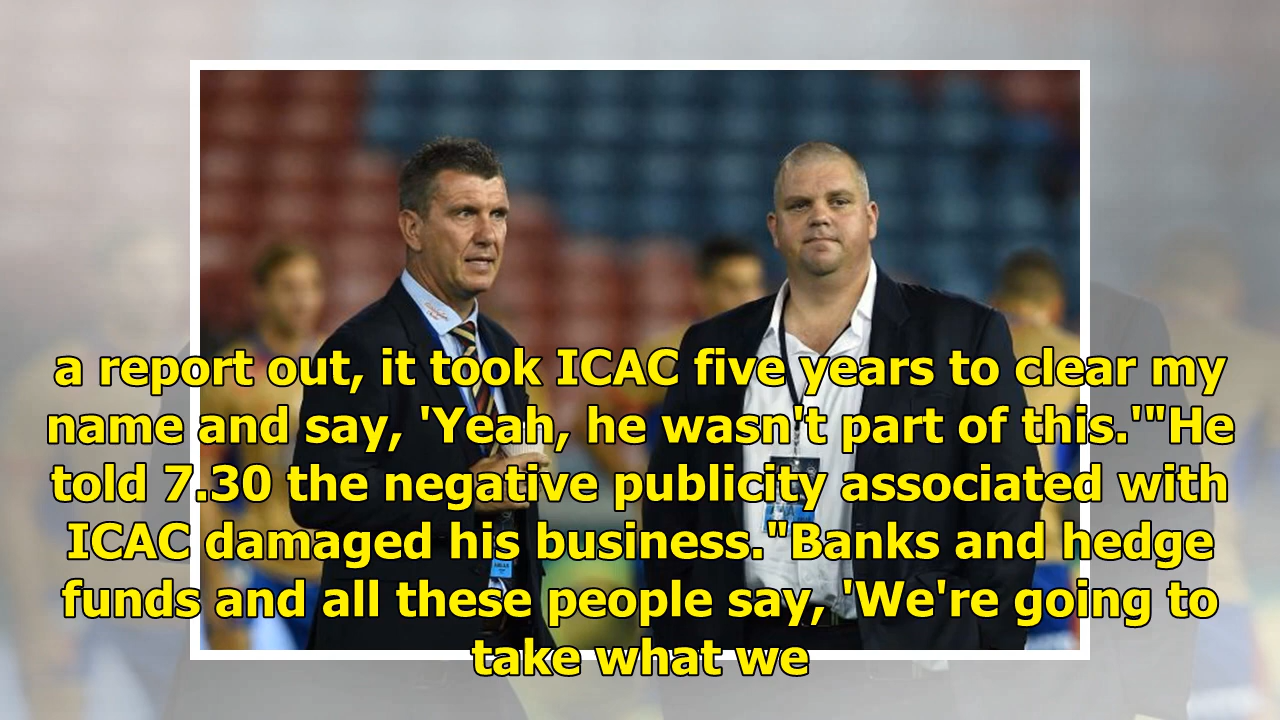 a report out, it took ICAC five years to clear my
name and say, 'Yeah, he wasn't part of this.'"He
told 7.30 the negative publicity associated with
ICAC damaged his business."Banks and hedge
funds and all these people say, 'We're going to
take what we